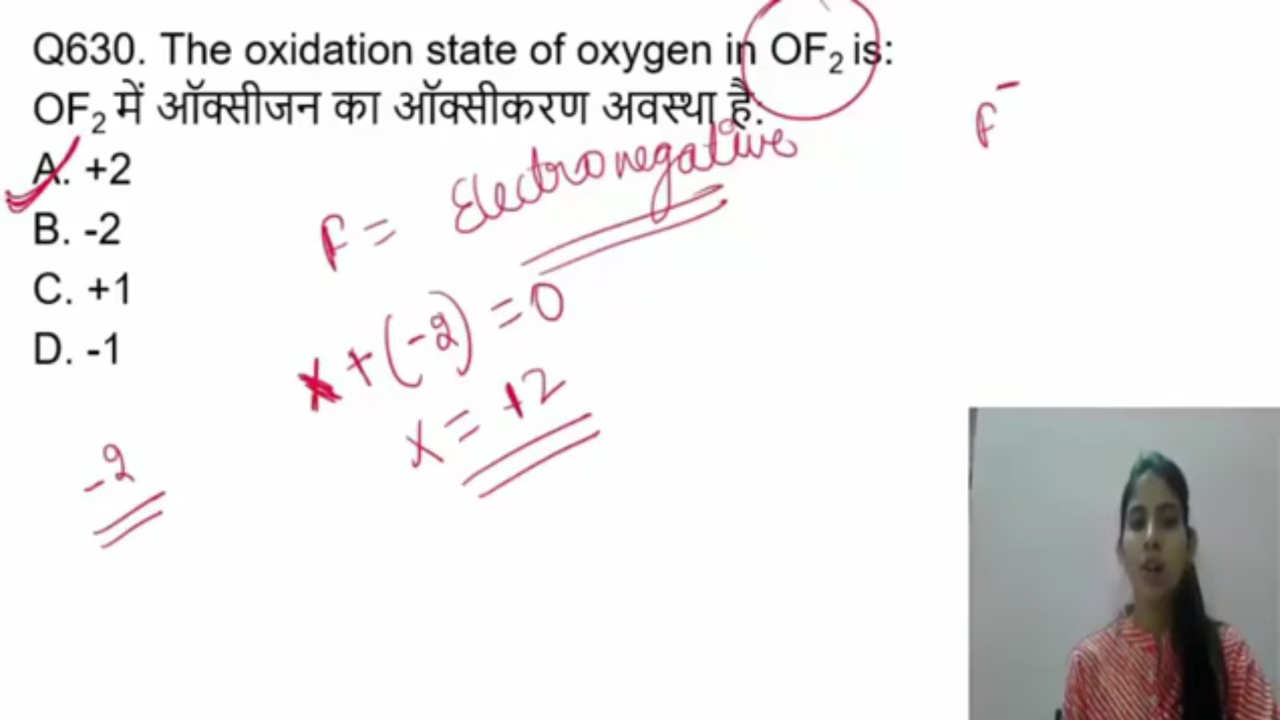 Q630. The oxidation state of oxygen in OF₂ is:
OF₂ में ऑक्सीजन का ऑक्सीकरण अवस्था है:
A. +2
B. -2
C. +1
D. -1
F⁻
F = Electronegative
x + (-2) = 0
x = +2
-2